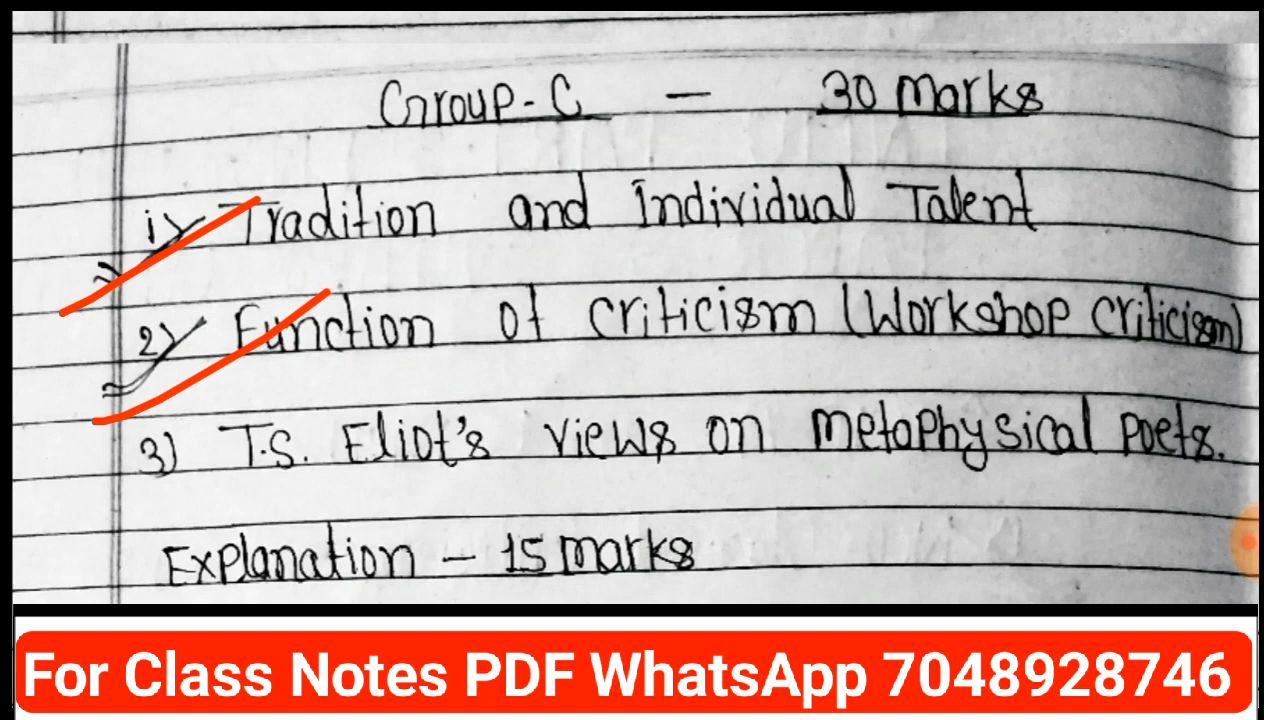 Group-C — 30 marks
1) Tradition and Individual Talent
2) Function of criticism (Workshop criticism)
3) T.S. Eliot's views on metaphysical poets.
Explanation — 15 marks
For Class Notes PDF WhatsApp 7048928746